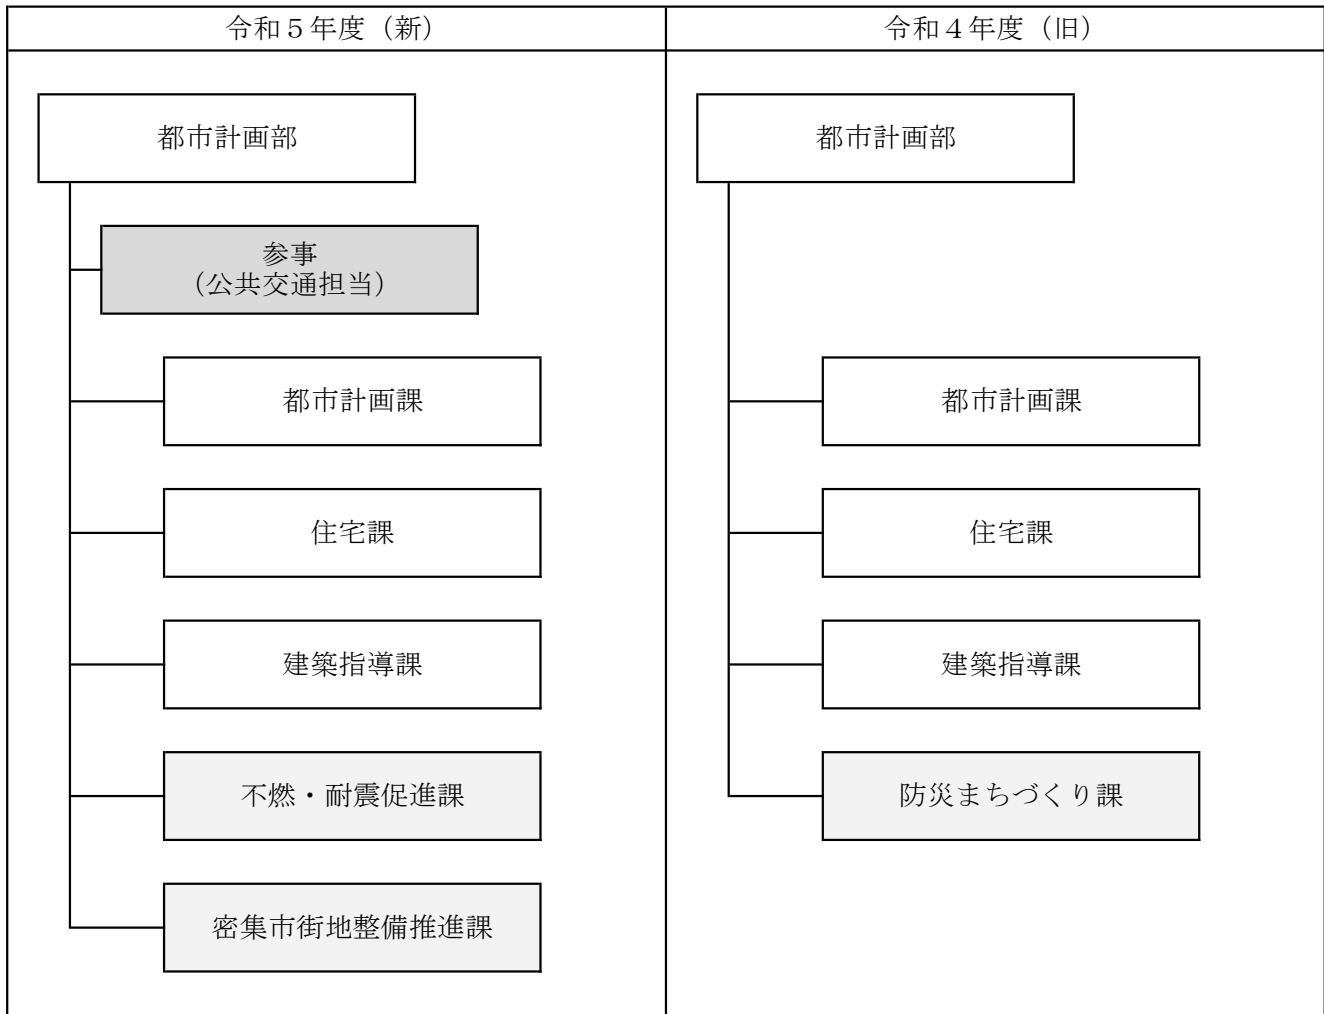 令和５年度（新）
都市計画部
参事
（公共交通担当）
都市計画課
住宅課
建築指導課
不燃・耐震促進課
密集市街地整備推進課
令和４年度（旧）
都市計画部
都市計画課
住宅課
建築指導課
防災まちづくり課